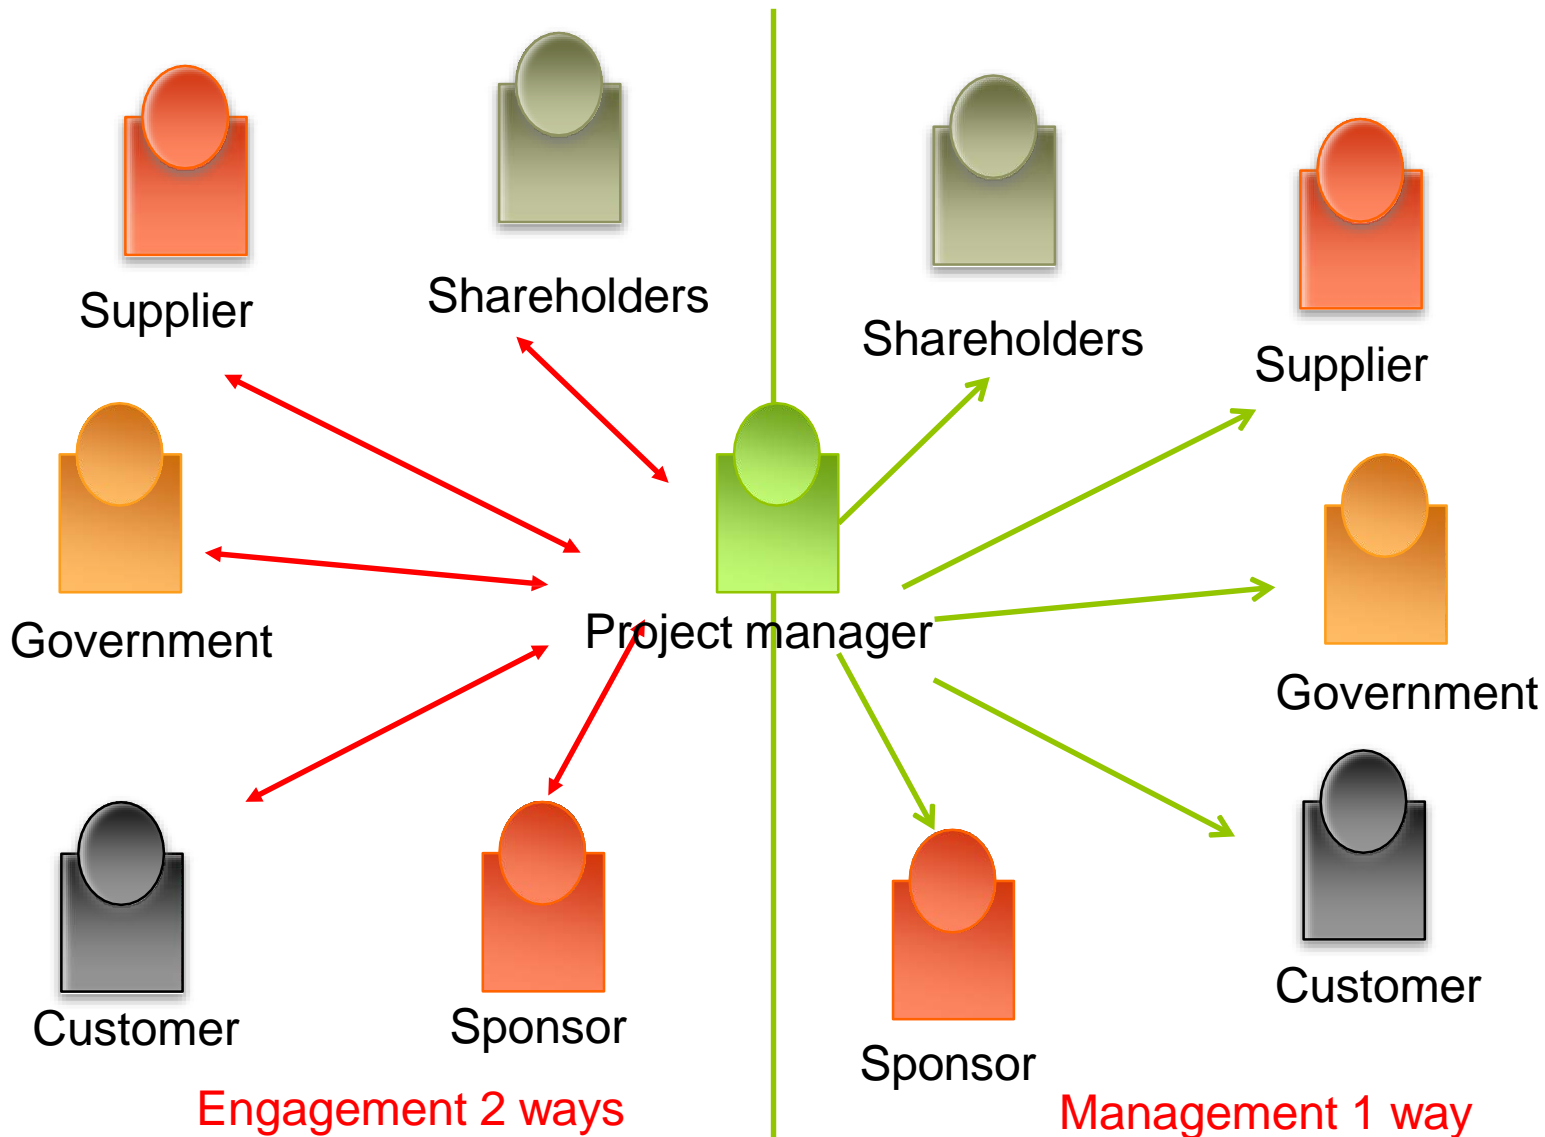 Supplier
Shareholders
Shareholders
Supplier
Government
Project manager
Government
Customer
Sponsor
Sponsor
Customer
Engagement 2 ways
Management 1 way